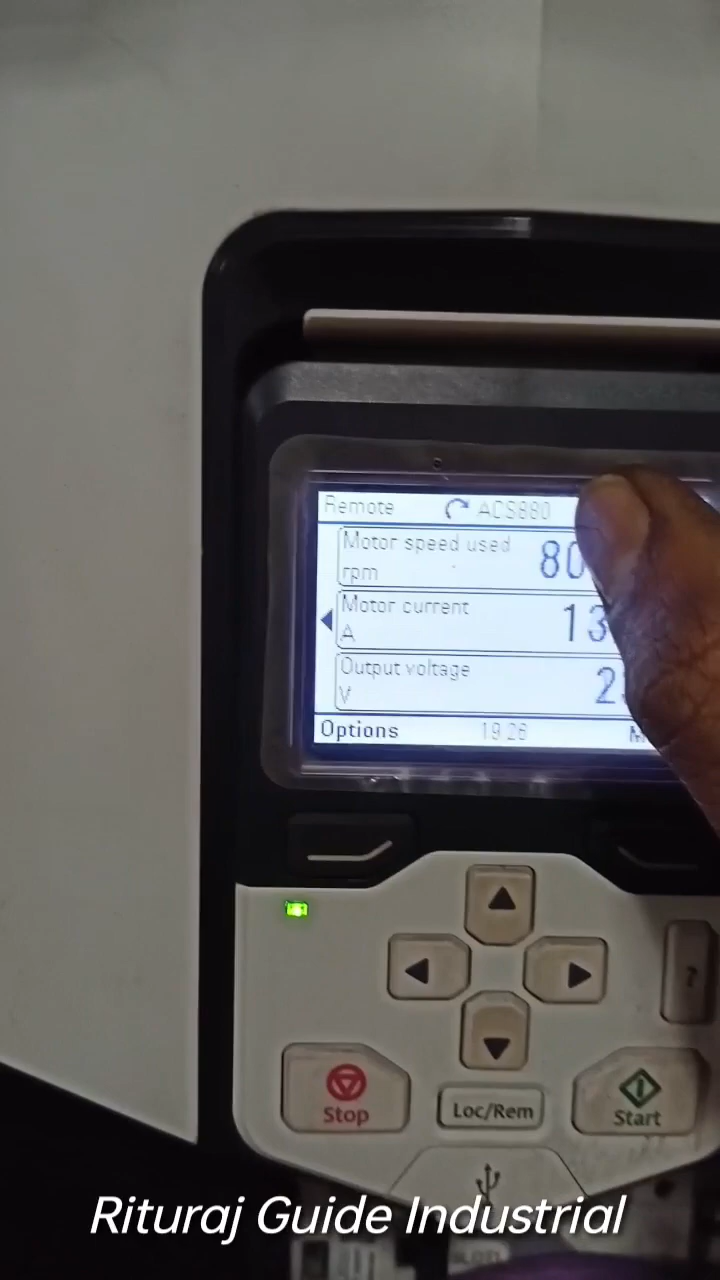 Remote ACS880
Motor speed used
rpm 80
Motor current
A 13
Output voltage
V 2
Options 19:26 M
?
Stop Loc/Rem Start
Rituraj Guide Industrial